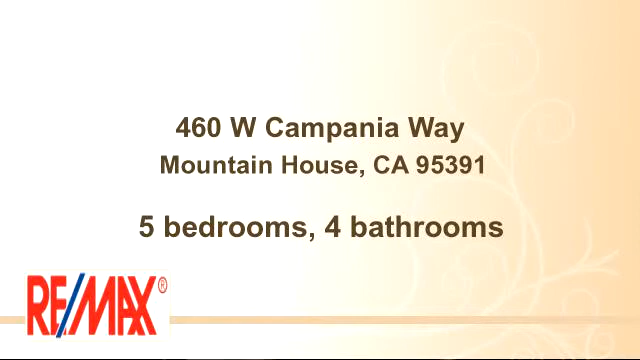 460 W Campania Way
Mountain House, CA 95391
5 bedrooms, 4 bathrooms
RE/MAX®